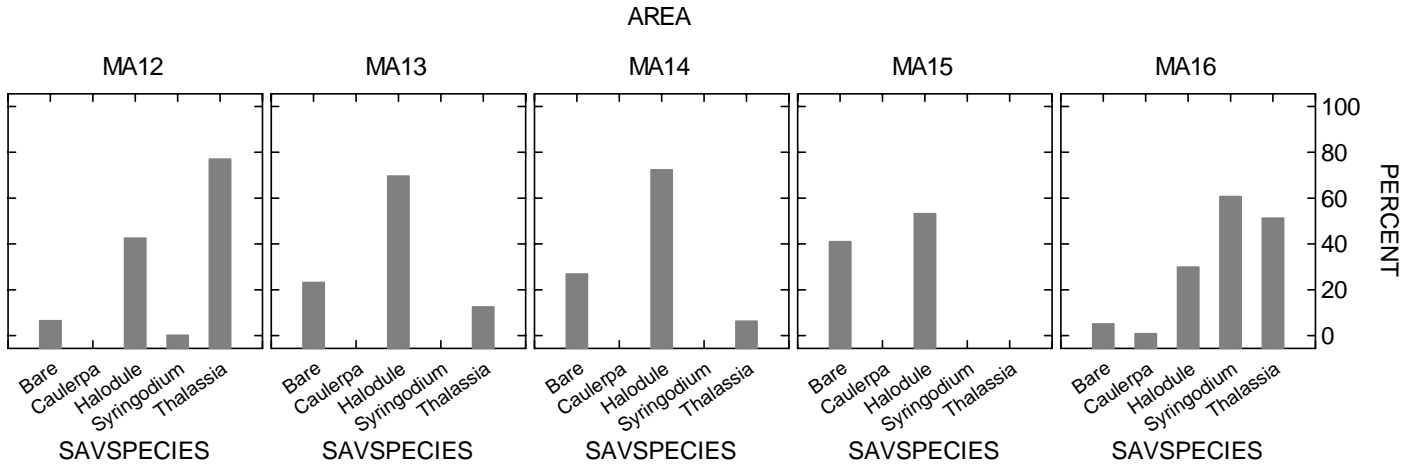 AREA
MA12 MA13 MA14 MA15 MA16
100
80
60
40
20
0
PERCENT
Bare Caulerpa Halodule Syringodium Thalassia
Bare Caulerpa Halodule Syringodium Thalassia
Bare Caulerpa Halodule Syringodium Thalassia
Bare Caulerpa Halodule Syringodium Thalassia
Bare Caulerpa Halodule Syringodium Thalassia
SAVSPECIES SAVSPECIES SAVSPECIES SAVSPECIES SAVSPECIES